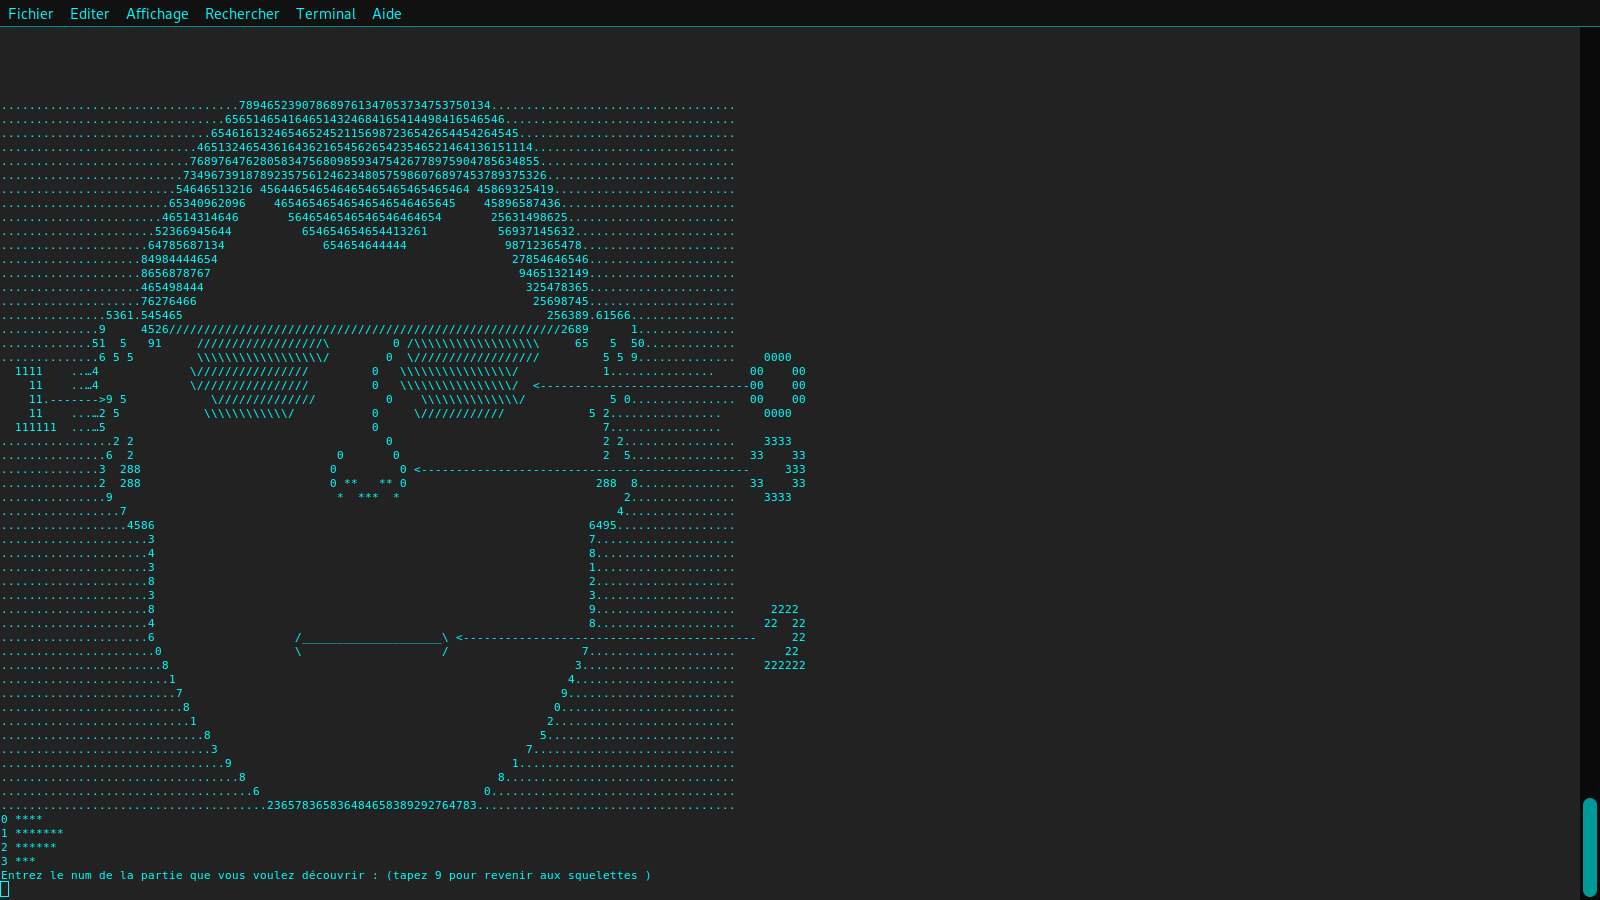 Fichier Editer Affichage Rechercher Terminal Aide
789465239078689761347053734753750134
6565146541646514324684165414498416546546
65461613246546524521156987236542654454264545
465132465436164362165456265423546521464136151114
76897647628058347568098593475426778975904785634855
7349673918789235756124623480575986076897453789375326
54646513216 456446546546465465465465465464 45869325419
65340962096 46546546546546546546465645 45896587436
46514314646 5646546546546546464654 25631498625
52366945644 654654654654413261 56937145632
64785687134 654654644444 98712365478
84984444654 27854646546
8656878767 9465132149
465498444 325478365
76276466 25698745
5361.545465 256389.61566
9 4526 2689 1
51 5 91 0 65 5 50
6 5 5 0 5 5 9 0000
1111 4 0 1 00 00
11 4 0 <---- 00 00
11.------->9 5 0 5 0 00 00
11 2 5 0 5 2 0000
111111 5 0 7
2 2 0 2 2 3333
6 2 0 0 2 5 33 33
3 288 0 0 <---- 333
2 288 0 ** ** 0 288 8 33 33
9 * *** * 2 3333
7 4
4586 6495
3 7
4 8
3 1
8 2
3 3
8 9 2222
4 8 22 22
6 /____________________\ <---- 22
0 \ / 7 22
8 3 222222
1 4
7 9
8 0
1 2
8 5
3 7
9 1
8 8
6 0
236578365836484658389292764783
0 ****
1 *******
2 ******
3 ***
Entrez le num de la partie que vous voulez découvrir : (tapez 9 pour revenir aux squelettes )